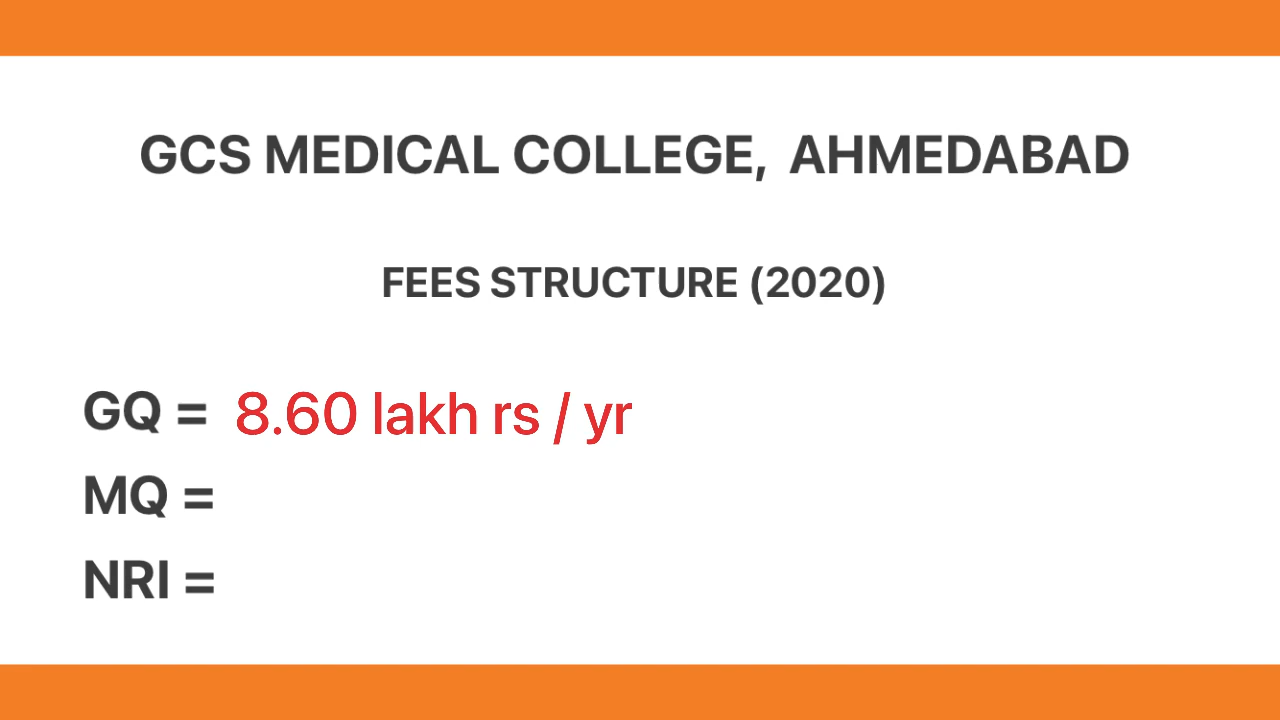 GCS MEDICAL COLLEGE, AHMEDABAD
FEES STRUCTURE (2020)
GQ = 8.60 lakh rs / yr
MQ =
NRI =